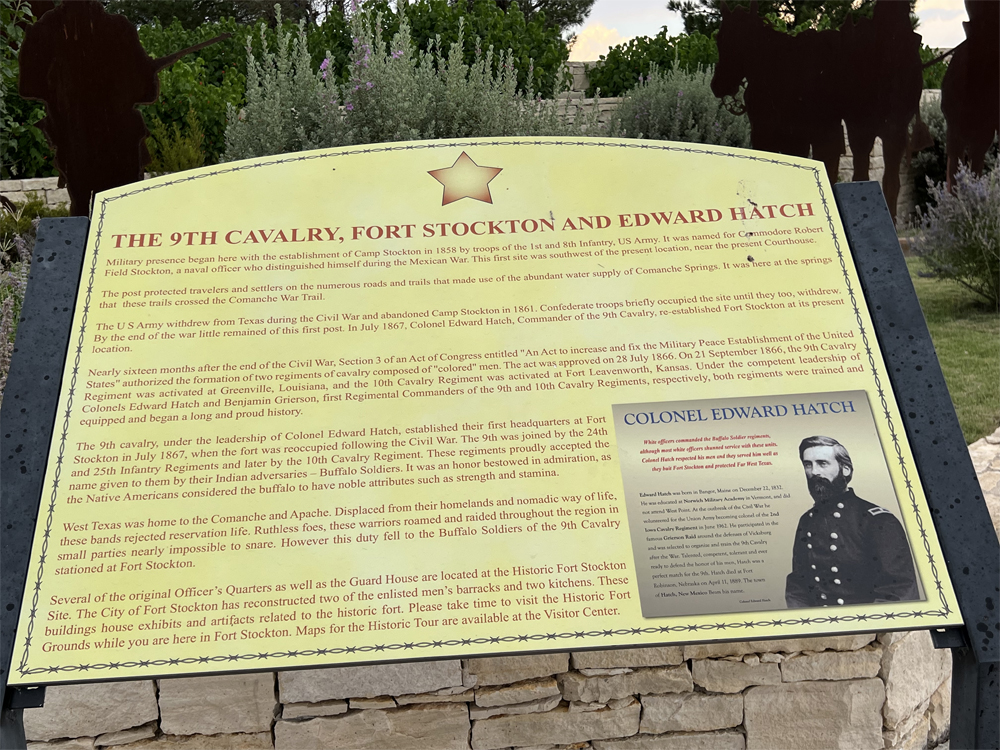 THE 9TH CAVALRY, FORT STOCKTON AND EDWARD HATCH
Military presence began here with the establishment of Camp Stockton in 1858 by troops of the 1st and 8th Infantry, US Army. It was named for Commodore Robert
Field Stockton, a naval officer who distinguished himself during the Mexican War. This first site was southwest of the present location, near the present Courthouse.
The post protected travelers and settlers on the numerous roads and trails that made use of the abundant water supply of Comanche Springs. It was here at the springs
that these trails crossed the Comanche War Trail.
The U S Army withdrew from Texas during the Civil War and abandoned Camp Stockton in 1861. Confederate troops briefly occupied the site until they too, withdrew.
By the end of the war little remained of this first post. In July 1867, Colonel Edward Hatch, Commander of the 9th Cavalry, re-established Fort Stockton at its present
location.
Nearly sixteen months after the end of the Civil War, Section 3 of an Act of Congress entitled "An Act to increase and fix the Military Peace Establishment of the United
States" authorized the formation of two regiments of cavalry composed of "colored" men. The act was approved on 28 July 1866. On 21 September 1866, the 9th Cavalry
Regiment was activated at Greenville, Louisiana, and the 10th Cavalry Regiment was activated at Fort Leavenworth, Kansas. Under the competent leadership of
Colonels Edward Hatch and Benjamin Grierson, first Regimental Commanders of the 9th and 10th Cavalry Regiments, respectively, both regiments were trained and
equipped and began a long and proud history.
The 9th cavalry, under the leadership of Colonel Edward Hatch, established their first headquarters at Fort
Stockton in July 1867, when the fort was reoccupied following the Civil War. The 9th was joined by the 24th
and 25th Infantry Regiments and later by the 10th Cavalry Regiment. These regiments proudly accepted the
name given to them by their Indian adversaries – Buffalo Soldiers. It was an honor bestowed in admiration, as
the Native Americans considered the buffalo to have noble attributes such as strength and stamina.
West Texas was home to the Comanche and Apache. Displaced from their homelands and nomadic way of life,
these bands rejected reservation life. Ruthless foes, these warriors roamed and raided throughout the region in
small parties nearly impossible to snare. However this duty fell to the Buffalo Soldiers of the 9th Cavalry
stationed at Fort Stockton.
Several of the original Officer's Quarters as well as the Guard House are located at the Historic Fort Stockton
Site. The City of Fort Stockton has reconstructed two of the enlisted men's barracks and two kitchens. These
buildings house exhibits and artifacts related to the historic fort. Please take time to visit the Historic Fort
Grounds while you are here in Fort Stockton. Maps for the Historic Tour are available at the Visitor Center.
COLONEL EDWARD HATCH
White officers commanded the Buffalo Soldier regiments,
although most white officers shunned service with these units.
Colonel Hatch respected his men and they served him well as
they built Fort Stockton and protected Far West Texas.
Edward Hatch was born in Bangor, Maine on December 22, 1832.
He was educated at Norwich Military Academy in Vermont, and did
not attend West Point. At the outbreak of the Civil War he
volunteered for the Union Army becoming colonel of the 2nd
Iowa Cavalry Regiment in June 1862. He participated in the
famous Grierson Raid around the defenses of Vicksburg
and was selected to organize and train the 9th Cavalry
after the War. Talented, competent, tolerant and ever
ready to defend the honor of his men, Hatch was a
perfect match for the 9th. Hatch died at Fort
Robinson, Nebraska on April 11, 1889. The town
of Hatch, New Mexico Bears his name.
Colonel Edward Hatch